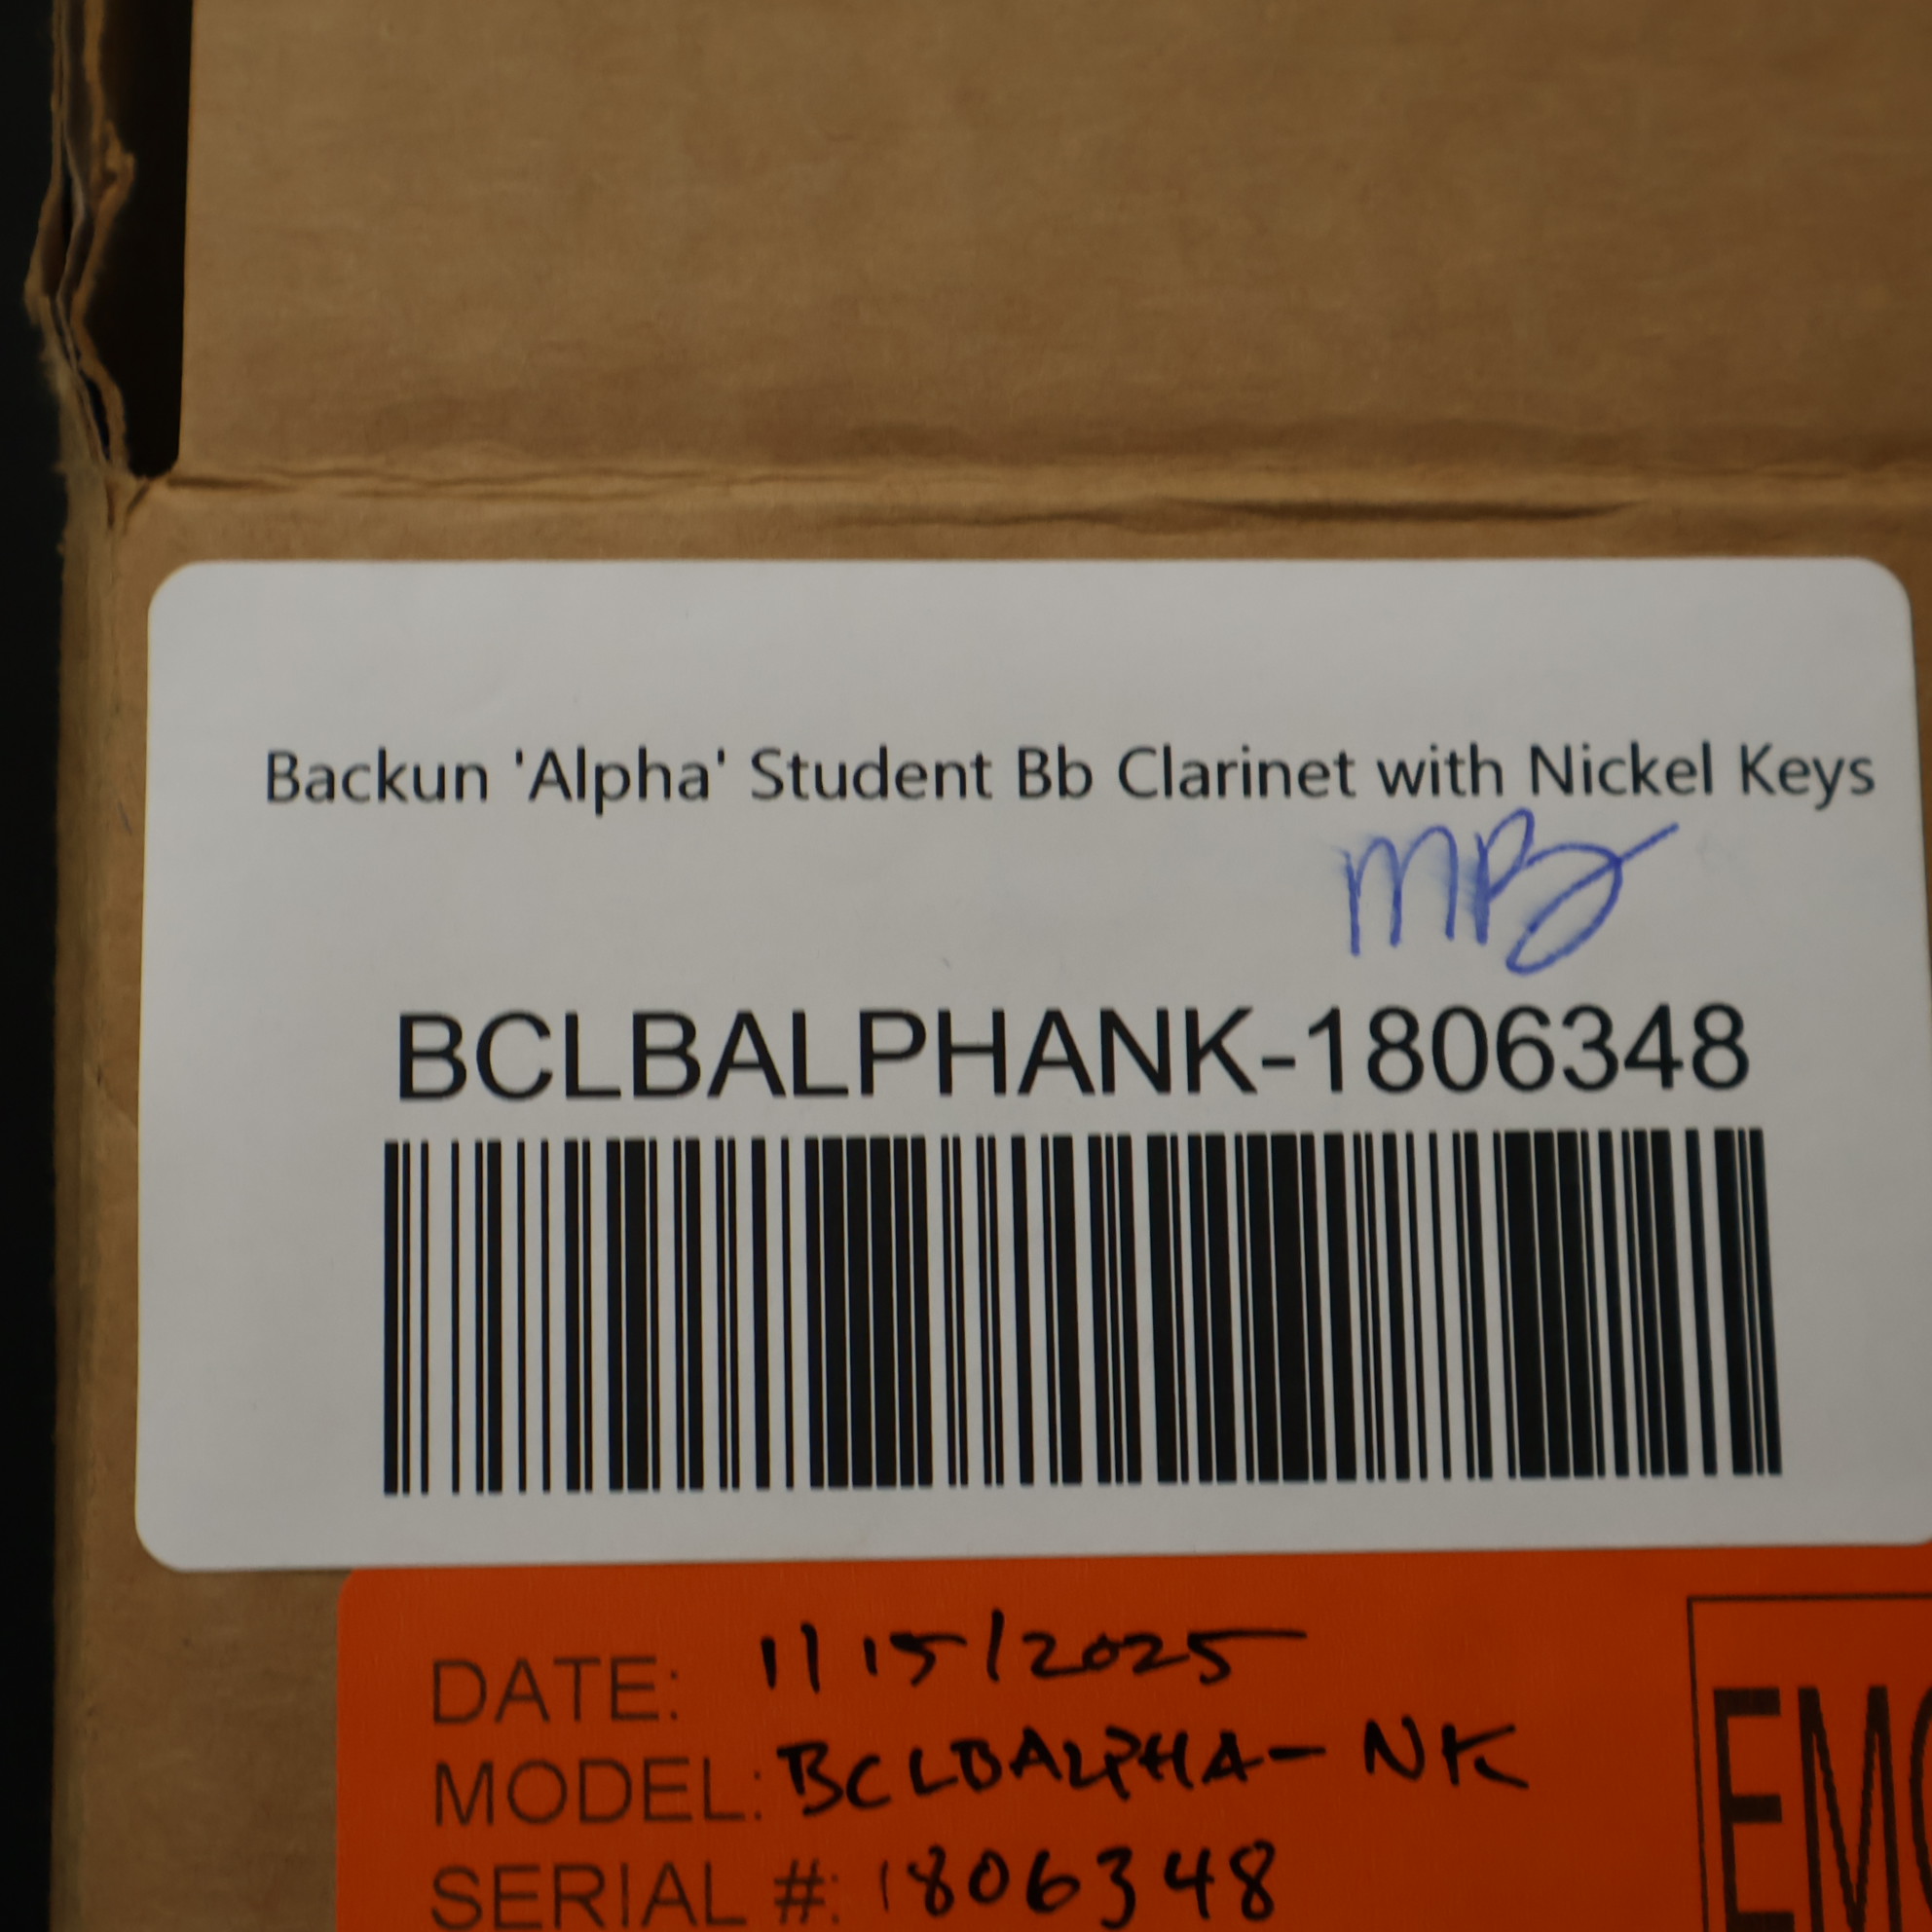 Backun 'Alpha' Student Bb Clarinet with Nickel Keys
BCLBALPHANK-1806348
DATE: 11/15/2025
MODEL: BCLBALPHA-NK
SERIAL #: 1806348